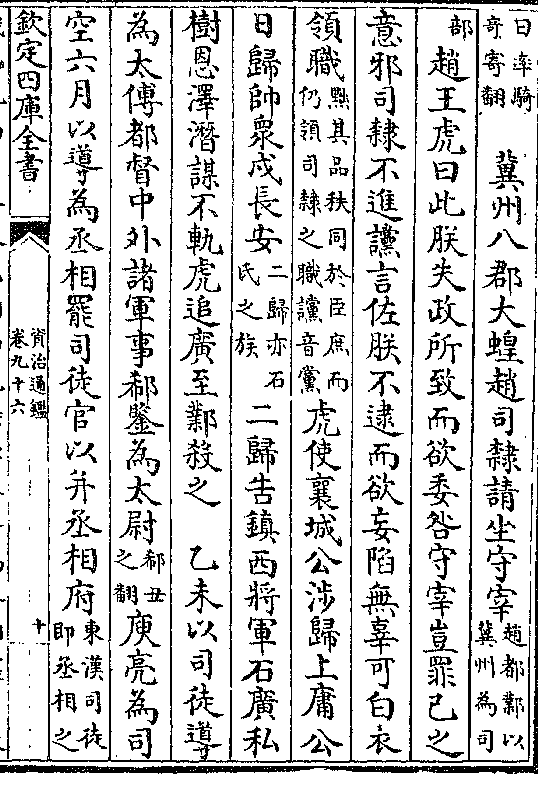 日率騎奇寄翻 冀州八郡大蝗趙司隸請坐守宰趙都鄴以冀州為司
部趙王虎曰此朕失政所致而欲委咎守宰豈罪己之
意邪司隸不進讜言佐朕不逮而欲妄陷無辜可白衣
領職黜其品秩同於臣庶而仍領司隸之職讜音黨虎使襄城公涉歸上庸公
日歸帥衆戍長安二歸亦石氏之族二歸告鎮西將軍石廣私
樹恩澤潛謀不軌虎追廣至鄴殺之 乙未以司徒導
為太傅都督中外諸軍事郗鑒為太尉郗丑之翻庾亮為司
空六月以導為丞相罷司徒官以并丞相府東漢司徒即丞相之
欽定四庫全書
資治通鑑
卷九十六
十